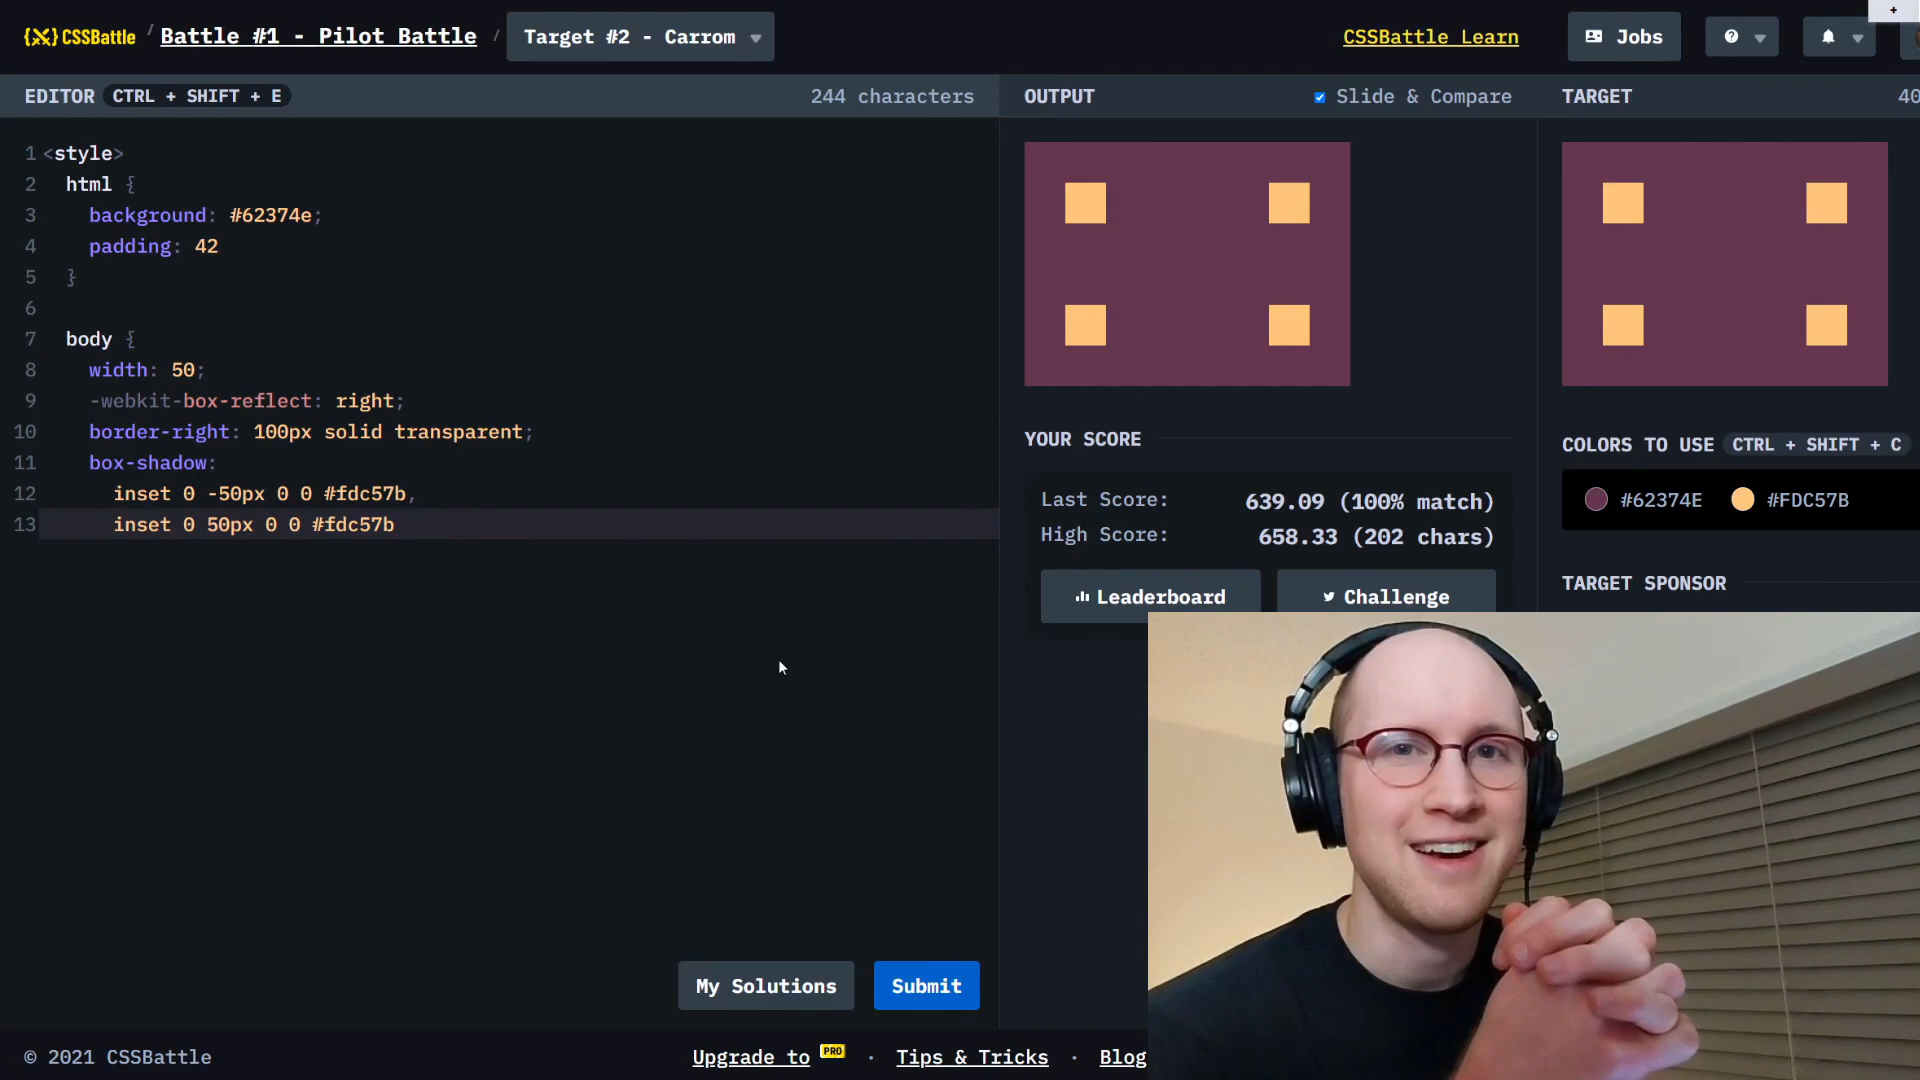 {X} CSSBattle / Battle #1 - Pilot Battle / Target #2 - Carrom
CSSBattle Learn
Jobs
+
EDITOR CTRL + SHIFT + E
244 characters
OUTPUT
Slide & Compare
TARGET
40
1 <style>
2 html {
3 background: #62374e;
4 padding: 42
5 }
6
7 body {
8 width: 50;
9 -webkit-box-reflect: right;
10 border-right: 100px solid transparent;
11 box-shadow:
12 inset 0 -50px 0 0 #fdc57b,
13 inset 0 50px 0 0 #fdc57b
YOUR SCORE
Last Score: 639.09 (100% match)
High Score: 658.33 (202 chars)
Leaderboard
Challenge
COLORS TO USE CTRL + SHIFT + C
#62374E #FDC57B
TARGET SPONSOR
My Solutions
Submit
© 2021 CSSBattle
Upgrade to PRO · Tips & Tricks · Blog